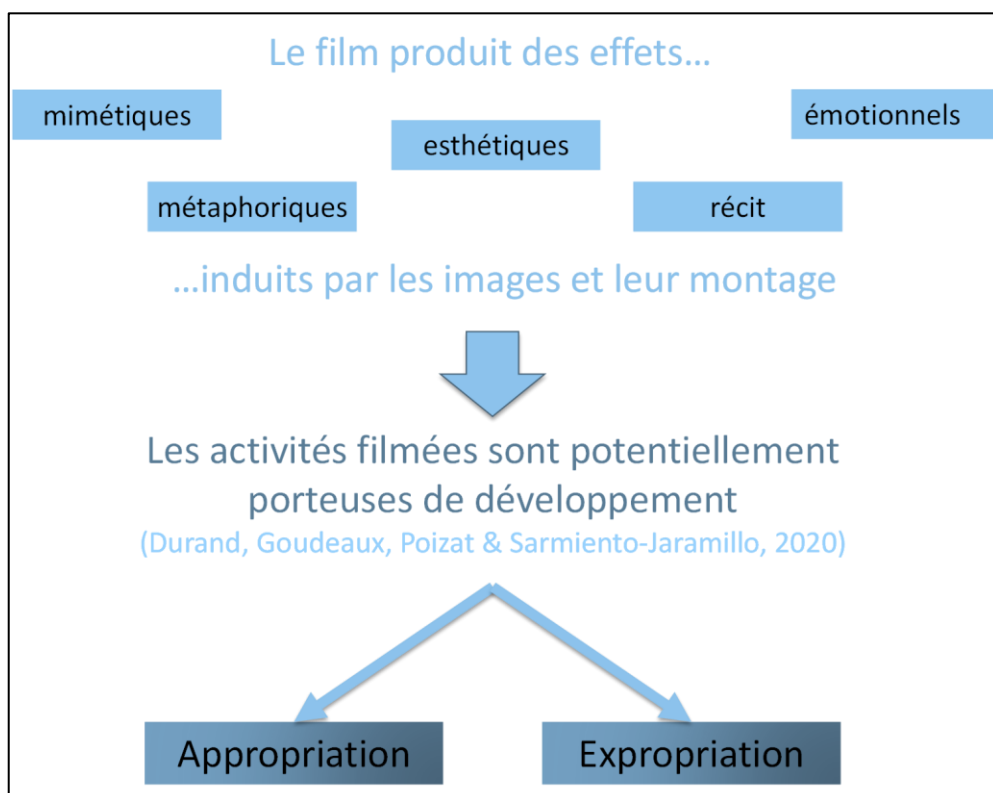 Le film produit des effets…
mimétiques
émotionnels
esthétiques
métaphoriques
récit
…induits par les images et leur montage
Les activités filmées sont potentiellement
porteuses de développement
(Durand, Goudeaux, Poizat & Sarmiento-Jaramillo, 2020)
Appropriation
Expropriation